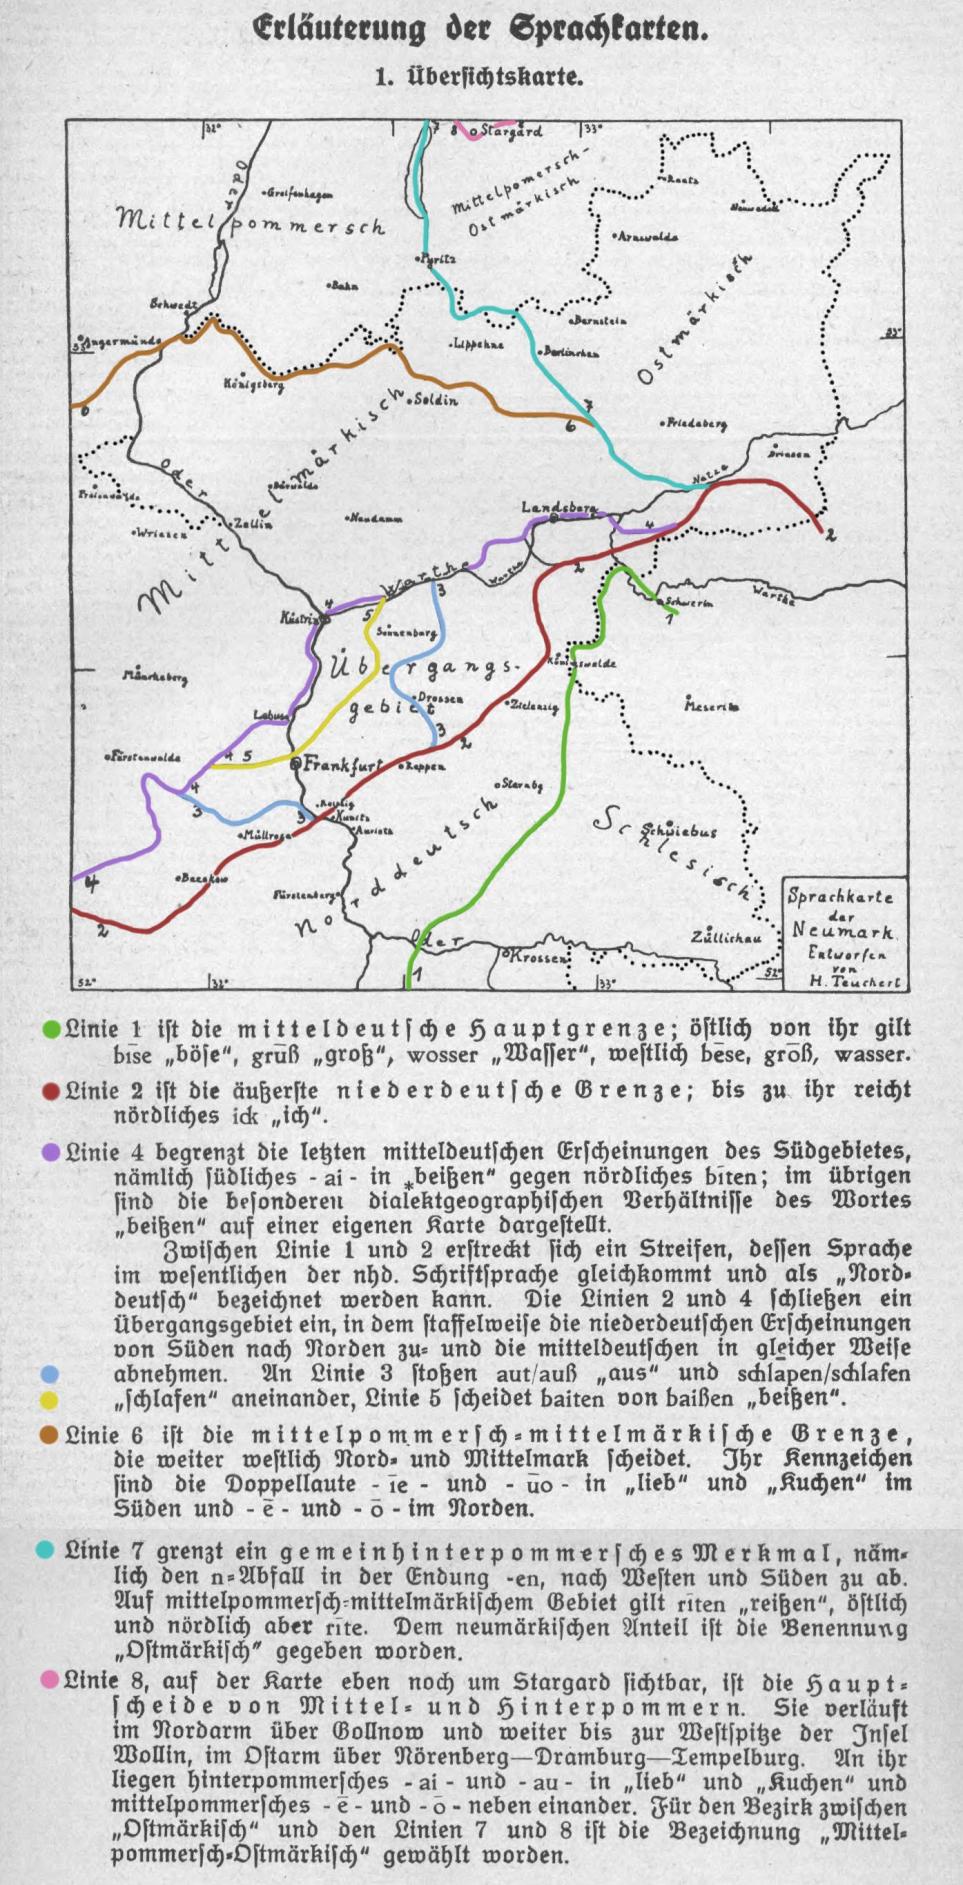 Erläuterung der Sprachkarten.
1. Übersichtskarte.
32°
7
8
Stargard
33°
Oder
Greifenhagen
Mittelpommersch
Mittelpommersch-
Ostmärkisch
Raatz
Neuwedell
Arnswalde
Pyritz
Bahn
Schwedt
Bernstein
Ostmärkisch
Angermünde
53°
53°
Lippehne
Berlinchen
Königsberg
Soldin
6
7
6
Friedeberg
Driesen
Mittelmärkisch
Oder
Bärwalde
Netze
Freienwalde
Wriezen
Zellin
Neudamm
Landsberg
4
2
2
Warthe
Warthe
Warthe
3
4
5
Küstrin
Sonnenburg
Schwerin
1
Königswalde
Übergangs-
gebiet
Müncheberg
Drossen
Zielenzig
Meseritz
Lebus
3
2
Fürstenwalde
4 5
Frankfurt
Reppen
4
3
Sternbg
3
Kunitz
Aurith
Müllrose
Schlesisch
Schwiebus
4
Beeskow
Fürstenberg
Norddeutsch
2
Oder
Krossen
Züllichau
1
52°
32°
33°
52°
Sprachkarte
der
Neumark.
Entworfen
von
H. Teuchert
Linie 1 ist die mitteldeutsche Hauptgrenze; östlich von ihr gilt
bīse „böse“, grūß „groß“, wosser „Wasser“, westlich bēse, grōß, wasser.
Linie 2 ist die äußerste niederdeutsche Grenze; bis zu ihr reicht
nördliches ick „ich“.
Linie 4 begrenzt die letzten mitteldeutschen Erscheinungen des Südgebietes,
nämlich südliches - ai - in „beißen“ gegen nördliches bīten; im übrigen
sind die besonderen dialektgeographischen Verhältnisse des Wortes
„beißen“ auf einer eigenen Karte dargestellt.
Zwischen Linie 1 und 2 erstreckt sich ein Streifen, dessen Sprache
im wesentlichen der nhd. Schriftsprache gleichkommt und als „Nord-
deutsch“ bezeichnet werden kann. Die Linien 2 und 4 schließen ein
Übergangsgebiet ein, in dem staffelweise die niederdeutschen Erscheinungen
von Süden nach Norden zu- und die mitteldeutschen in gleicher Weise
abnehmen. An Linie 3 stoßen aut/auß „aus“ und schlāpen/schlafen
„schlafen“ aneinander, Linie 5 scheidet baiten von baißen „beißen“.
Linie 6 ist die mittelpommersch-mittelmärkische Grenze,
die weiter westlich Nord- und Mittelmark scheidet. Ihr Kennzeichen
sind die Doppellaute - īe - und - ūo - in „lieb“ und „Kuchen“ im
Süden und - ē - und - ō - im Norden.
Linie 7 grenzt ein gemeinhinterpommersches Merkmal, näm-
lich den n-Abfall in der Endung -en, nach Westen und Süden zu ab.
Auf mittelpommersch-mittelmärkischem Gebiet gilt rīten „reißen“, östlich
und nördlich aber rīte. Dem neumärkischen Anteil ist die Benennung
„Ostmärkisch“ gegeben worden.
Linie 8, auf der Karte eben noch um Stargard sichtbar, ist die Haupt-
scheide von Mittel- und Hinterpommern. Sie verläuft
im Nordarm über Gollnow und weiter bis zur Westspitze der Insel
Wollin, im Ostarm über Nörenberg—Dramburg—Tempelburg. An ihr
liegen hinterpommersches - ai - und - au - in „lieb“ und „Kuchen“ und
mittelpommersches - ē - und - ō - neben einander. Für den Bezirk zwischen
„Ostmärkisch“ und den Linien 7 und 8 ist die Bezeichnung „Mittel-
pommersch-Ostmärkisch“ gewählt worden.